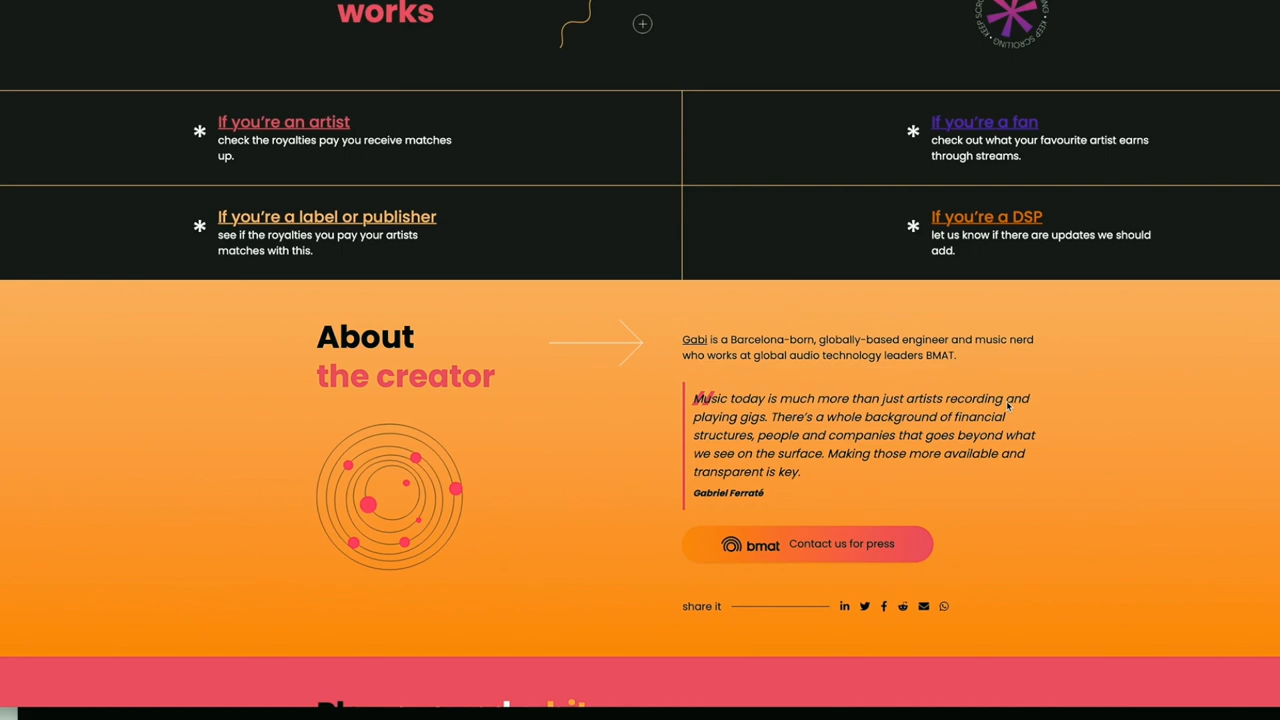 works
KEEP SCROLLING • KEEP SCRO
* If you're an artist
check the royalties pay you receive matches
up.
* If you're a fan
check out what your favourite artist earns
through streams.
* If you're a label or publisher
see if the royalties you pay your artists
matches with this.
* If you're a DSP
let us know if there are updates we should
add.
About
the creator
Gabi is a Barcelona-born, globally-based engineer and music nerd
who works at global audio technology leaders BMAT.
Music today is much more than just artists recording and
playing gigs. There's a whole background of financial
structures, people and companies that goes beyond what
we see on the surface. Making those more available and
transparent is key.
Gabriel Ferraté
bmat Contact us for press
share it